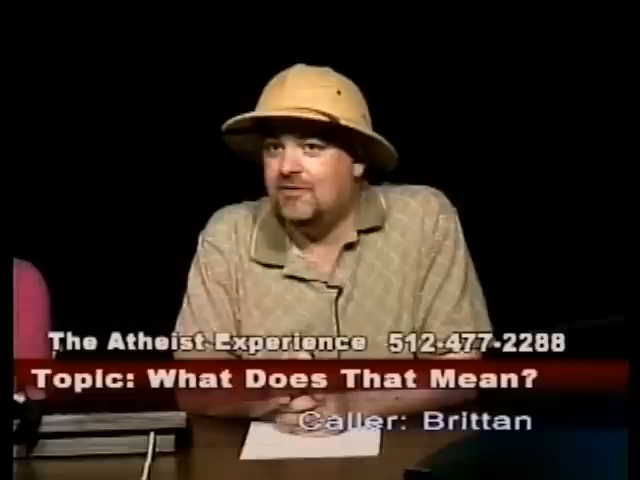 The Atheist Experience 512-477-2288
Topic: What Does That Mean?
Caller: Brittan